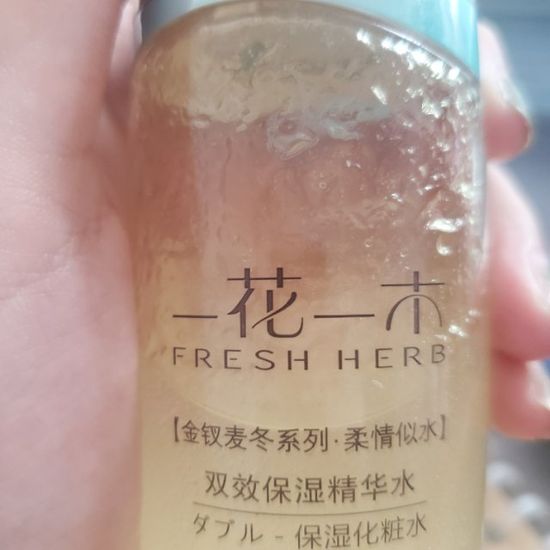 一花一木
FRESH HERB
【金钗麦冬系列·柔情似水】
双效保湿精华水
ダブル - 保湿化粧水